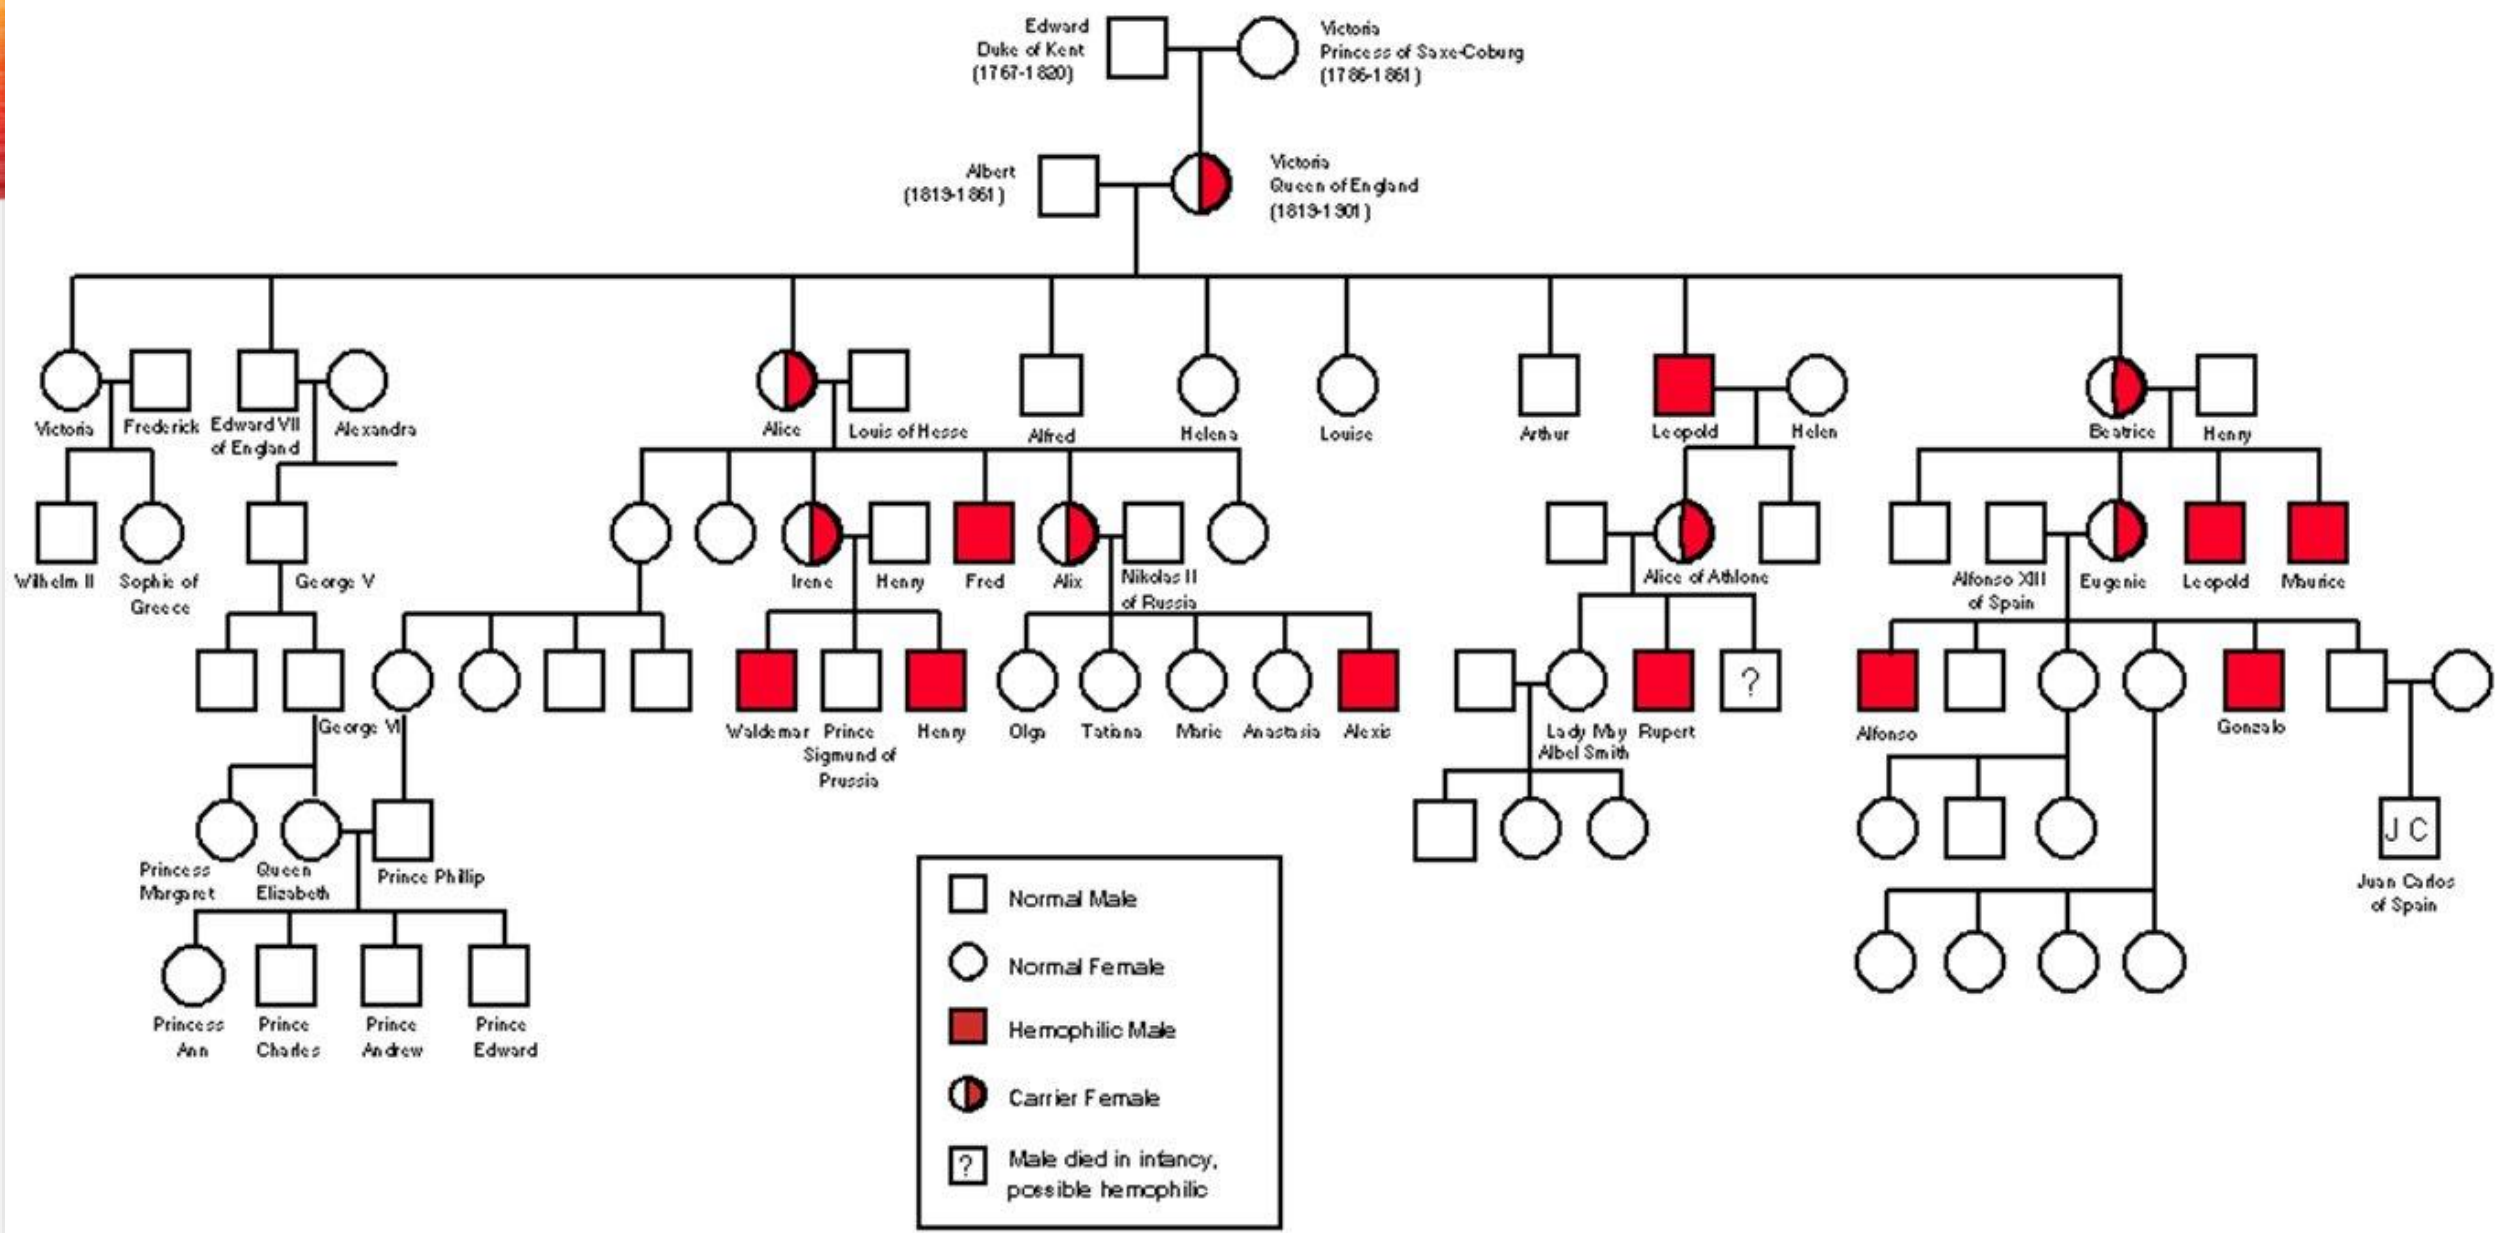 Edward
Duke of Kent
(1767-1820)
Victoria
Princess of Saxe-Coburg
(1786-1861)
Albert
(1819-1861)
Victoria
Queen of England
(1819-1901)
Victoria
Frederick
Edward VII
of England
Alexandra
Alice
Louis of Hesse
Alfred
Helena
Louise
Arthur
Leopold
Helen
Beatrice
Henry
Wilhelm II
Sophie of
Greece
George V
Irene
Henry
Fred
Alix
Nikolas II
of Russia
Alice of Athlone
Alfonso XIII
of Spain
Eugenie
Leopold
Maurice
George VI
Waldemar
Prince
Sigmund of
Prussia
Henry
Olga
Tatiana
Marie
Anastasia
Alexis
Lady May
Albel Smith
Rupert
?
Alfonso
Gonzalo
Princess
Margaret
Queen
Elizabeth
Prince Phillip
J C
Juan Carlos
of Spain
Princess
Ann
Prince
Charles
Prince
Andrew
Prince
Edward
Normal Male
Normal Female
Hemophilic Male
Carrier Female
?
Male died in infancy,
possible hemophilic